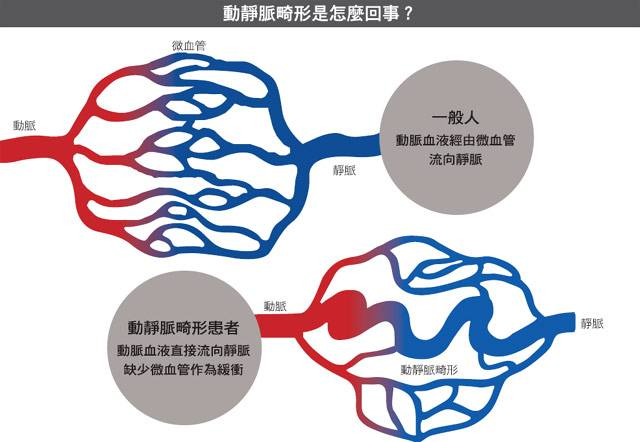 動靜脈畸形是怎麼回事？
微血管
動脈
靜脈
一般人
動脈血液經由微血管
流向靜脈
動脈
靜脈
動靜脈畸形
動靜脈畸形患者
動脈血液直接流向靜脈
缺少微血管作為緩衝